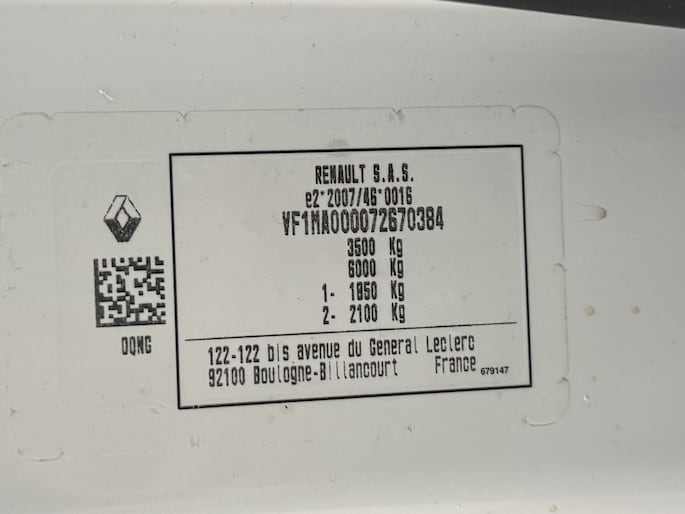 RENAULT S.A.S.
e2*2007/46*0016
VF1MA000072670384
3500 Kg
6000 Kg
1- 1850 Kg
2- 2100 Kg
OQNG
122-122 bis avenue du General Leclerc
92100 Boulogne-Billancourt France 679147